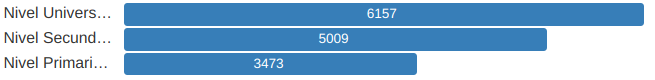 Nivel Univers… 6157
Nivel Secund… 5009
Nivel Primari… 3473